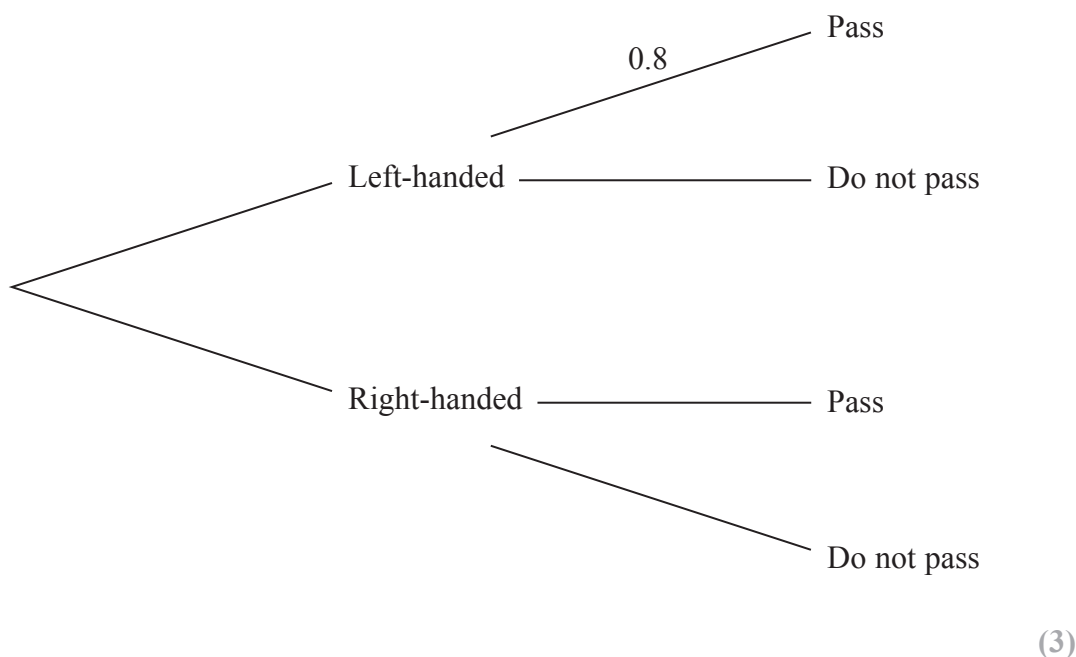 Pass
0.8
Left-handed
Do not pass
Right-handed
Pass
Do not pass
(3)